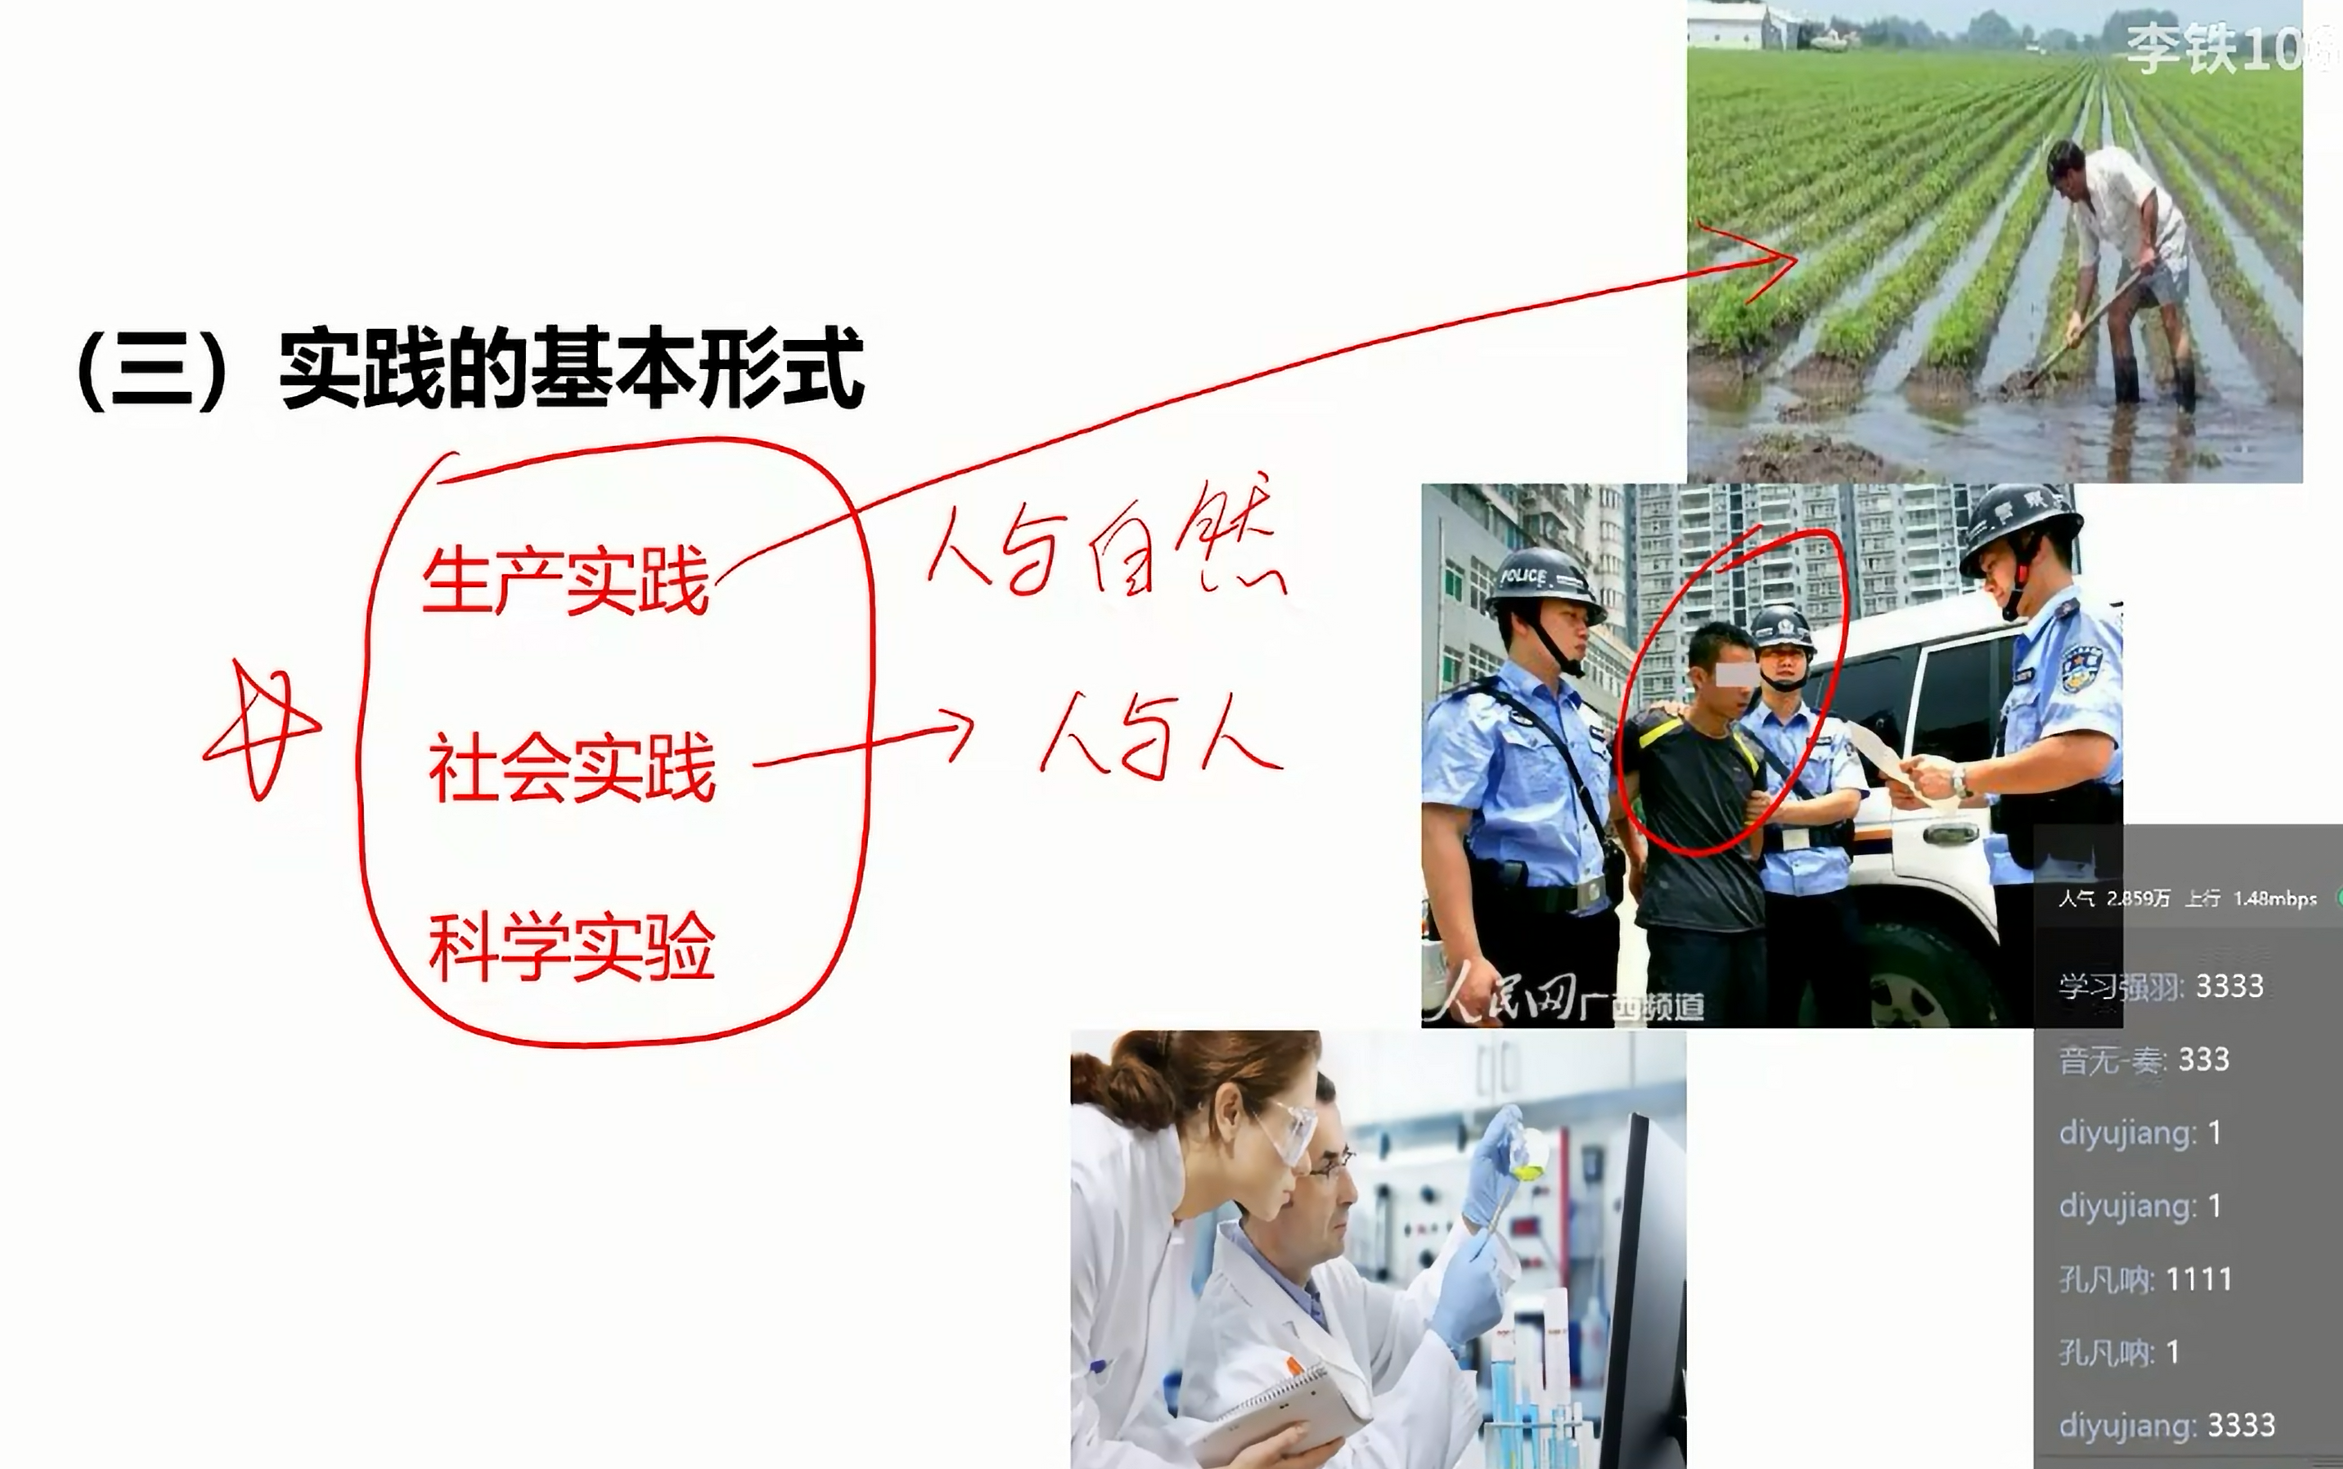 李铁10
（三）实践的基本形式
生产实践
人与自然
社会实践
人与人
科学实验
POLICE
警察
人民网广西频道
人气 2.859万 上行 1.48mbps
学习强羽: 3333
音无-奏: 333
diyujiang: 1
diyujiang: 1
孔凡呐: 1111
孔凡呐: 1
diyujiang: 3333